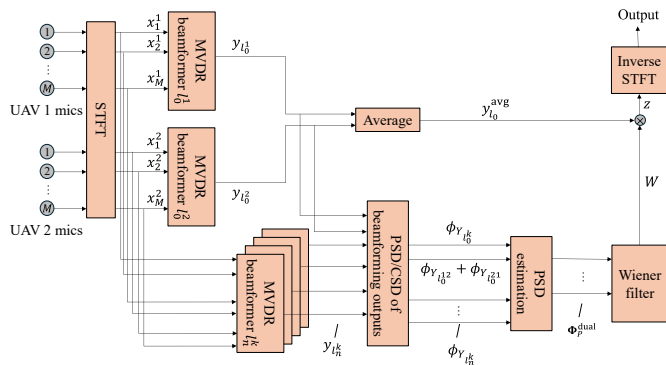 Output
Inverse
STFT
z
1
2
⋯
M
UAV 1 mics
1
2
⋮
M
UAV 2 mics
STFT
x_1^1
x_2^1
x_M^1
x_1^2
x_2^2
x_M^2
MVDR
beamformer l_0^1
MVDR
beamformer l_0^2
MVDR
beamformer l_n^k
y_{l_0^1}
y_{l_0^2}
y_{l_n^k}
Average
y_{l_0}^{avg}
W
PSD/CSD of
beamforming outputs
ϕ_{Y_{l_0^k}}
ϕ_{Y_{l_0^{12}}} + ϕ_{Y_{l_0^{21}}}
⋮
ϕ_{Y_{l_n^k}}
PSD
estimation
⋮
Φ_P^{dual}
Wiener
filter